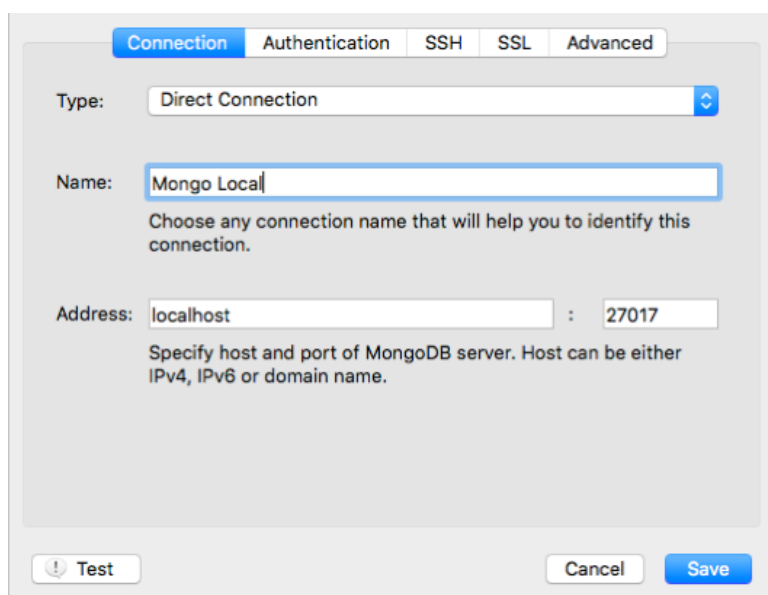 Connection Authentication SSH SSL Advanced
Type: Direct Connection
Name: Mongo Local
Choose any connection name that will help you to identify this
connection.
Address: localhost : 27017
Specify host and port of MongoDB server. Host can be either
IPv4, IPv6 or domain name.
! Test Cancel Save